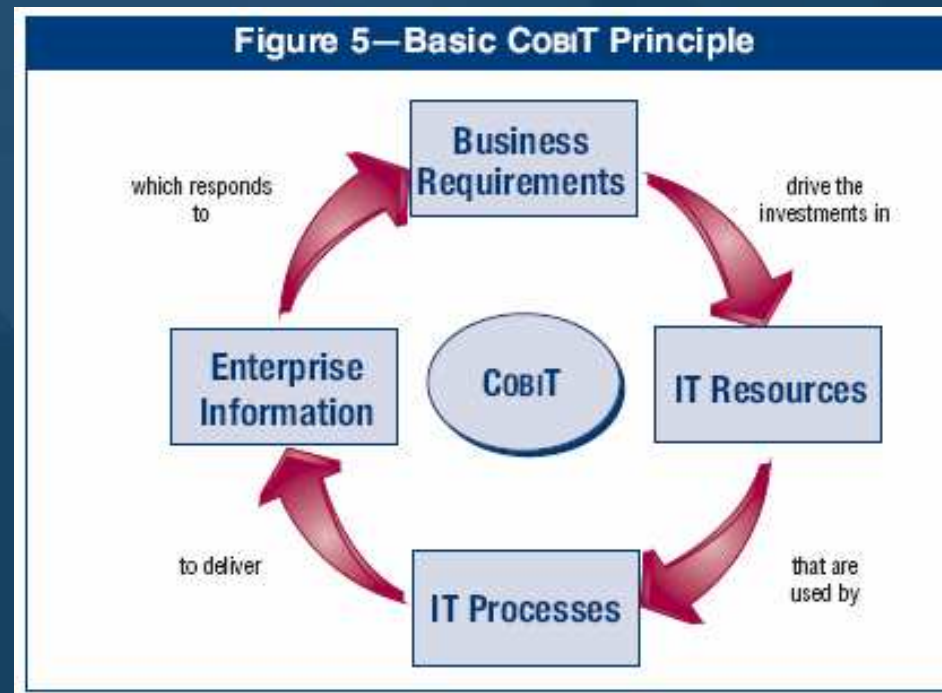 Figure 5—Basic COBIT Principle
Business
Requirements
drive the
investments in
IT Resources
that are
used by
IT Processes
to deliver
Enterprise
Information
which responds
to
COBIT